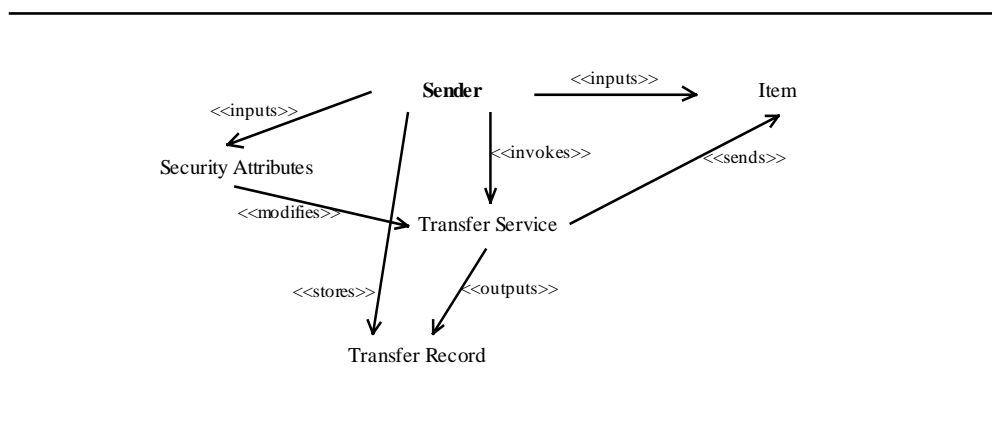 <<inputs>>
Sender
Item
<<inputs>>
<<invokes>>
<<sends>>
Security Attributes
<<modifies>>
Transfer Service
<<stores>>
<<outputs>>
Transfer Record